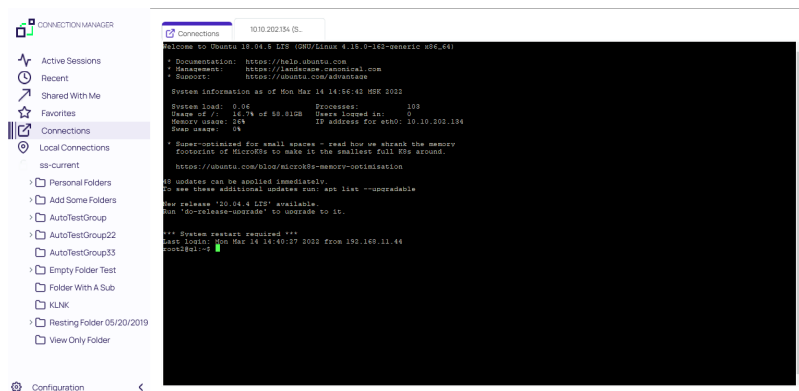 CONNECTION MANAGER
Active Sessions
Recent
Shared With Me
Favorites
Connections
Local Connections
ss-current
Personal Folders
Add Some Folders
AutoTestGroup
AutoTestGroup22
AutoTestGroup33
Empty Folder Test
Folder With A Sub
KLNK
Resting Folder 05/20/2019
View Only Folder
Configuration
Connections
10.10.202.134 (S...
Welcome to Ubuntu 18.04.5 LTS (GNU/Linux 4.15.0-162-generic x86_64)
* Documentation: https://help.ubuntu.com
* Management: https://landscape.canonical.com
* Support: https://ubuntu.com/advantage
System information as of Mon Mar 14 14:56:42 MSK 2022
System load: 0.06 Processes: 103
Usage of /: 16.7% of 58.81GB Users logged in: 0
Memory usage: 26% IP address for eth0: 10.10.202.134
Swap usage: 0%
* Super-optimized for small spaces - read how we shrank the memory
footprint of MicroK8s to make it the smallest full K8s around.
https://ubuntu.com/blog/microk8s-memory-optimisation
48 updates can be applied immediately.
To see these additional updates run: apt list --upgradable
New release '20.04.4 LTS' available.
Run 'do-release-upgrade' to upgrade to it.
*** System restart required ***
Last login: Mon Mar 14 14:40:27 2022 from 192.168.11.44
root2@q1:~$